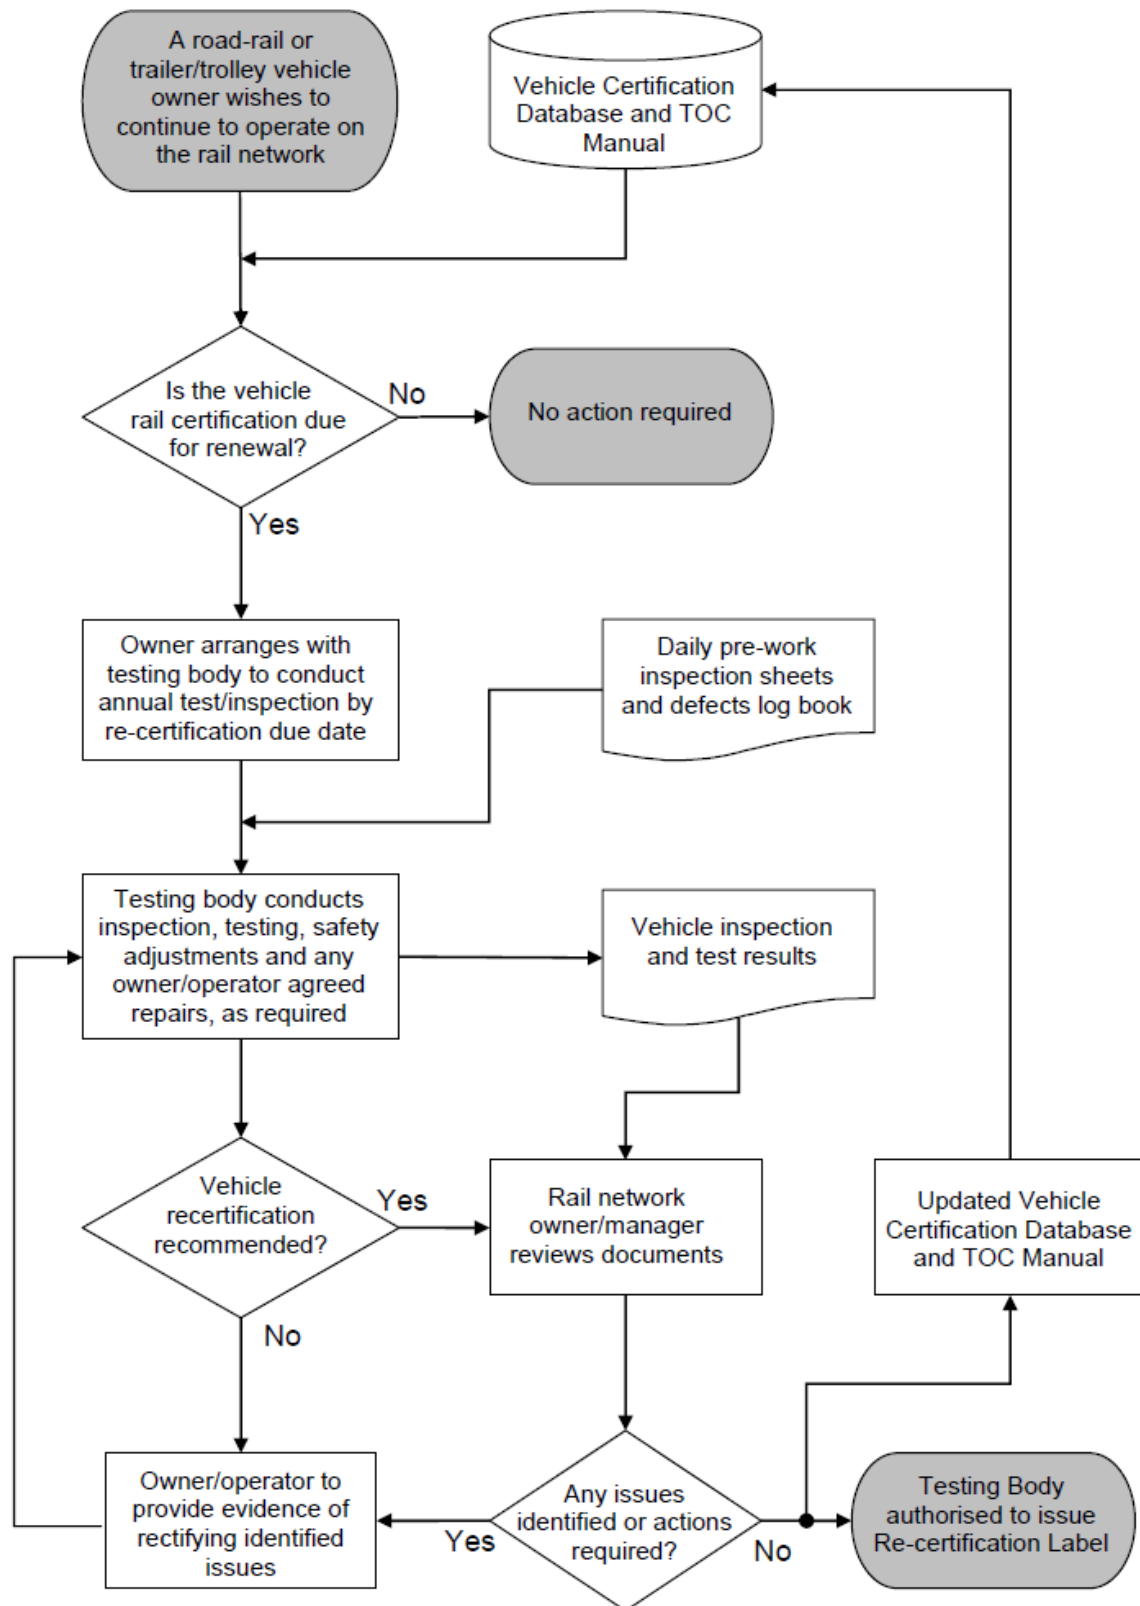 A road-rail or
trailer/trolley vehicle
owner wishes to
continue to operate on
the rail network
Vehicle Certification
Database and TOC
Manual
Is the vehicle
rail certification due
for renewal?
No
No action required
Yes
Owner arranges with
testing body to conduct
annual test/inspection by
re-certification due date
Daily pre-work
inspection sheets
and defects log book
Testing body conducts
inspection, testing, safety
adjustments and any
owner/operator agreed
repairs, as required
Vehicle inspection
and test results
Vehicle
recertification
recommended?
Yes
Rail network
owner/manager
reviews documents
Updated Vehicle
Certification Database
and TOC Manual
No
Owner/operator to
provide evidence of
rectifying identified
issues
Yes
Any issues
identified or actions
required?
No
Testing Body
authorised to issue
Re-certification Label